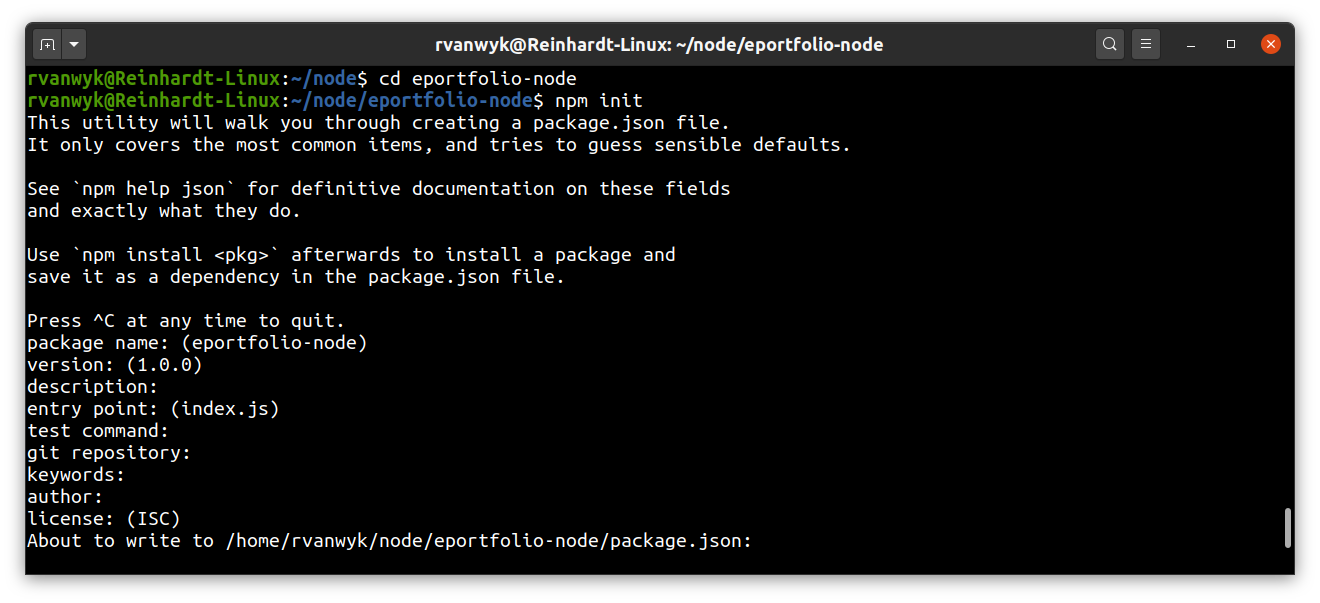 rvanwyk@Reinhardt-Linux: ~/node/eportfolio-node
rvanwyk@Reinhardt-Linux:~/node$ cd eportfolio-node
rvanwyk@Reinhardt-Linux:~/node/eportfolio-node$ npm init
This utility will walk you through creating a package.json file.
It only covers the most common items, and tries to guess sensible defaults.

See `npm help json` for definitive documentation on these fields
and exactly what they do.

Use `npm install <pkg>` afterwards to install a package and
save it as a dependency in the package.json file.

Press ^C at any time to quit.
package name: (eportfolio-node)
version: (1.0.0)
description:
entry point: (index.js)
test command:
git repository:
keywords:
author:
license: (ISC)
About to write to /home/rvanwyk/node/eportfolio-node/package.json: